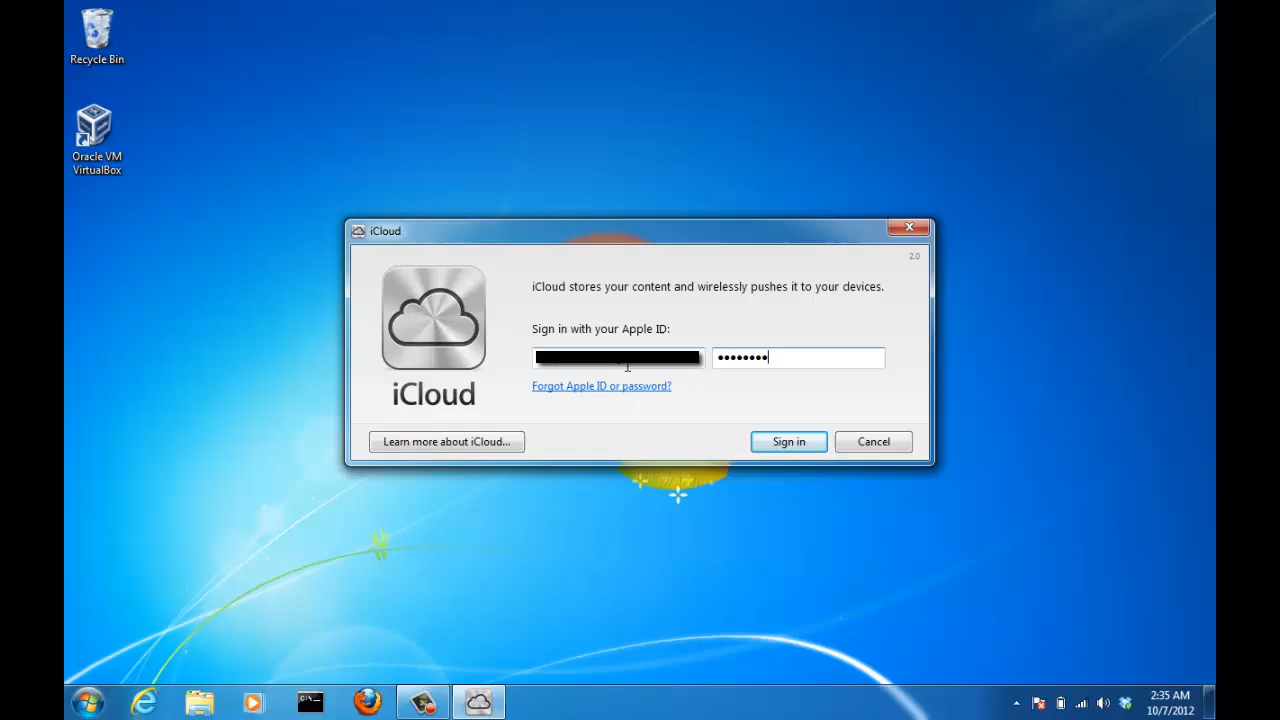 Recycle Bin
Oracle VM
VirtualBox
iCloud
2.0
iCloud stores your content and wirelessly pushes it to your devices.
Sign in with your Apple ID:
••••••••
Forgot Apple ID or password?
iCloud
Learn more about iCloud...
Sign in
Cancel
C:\_
2:35 AM
10/7/2012